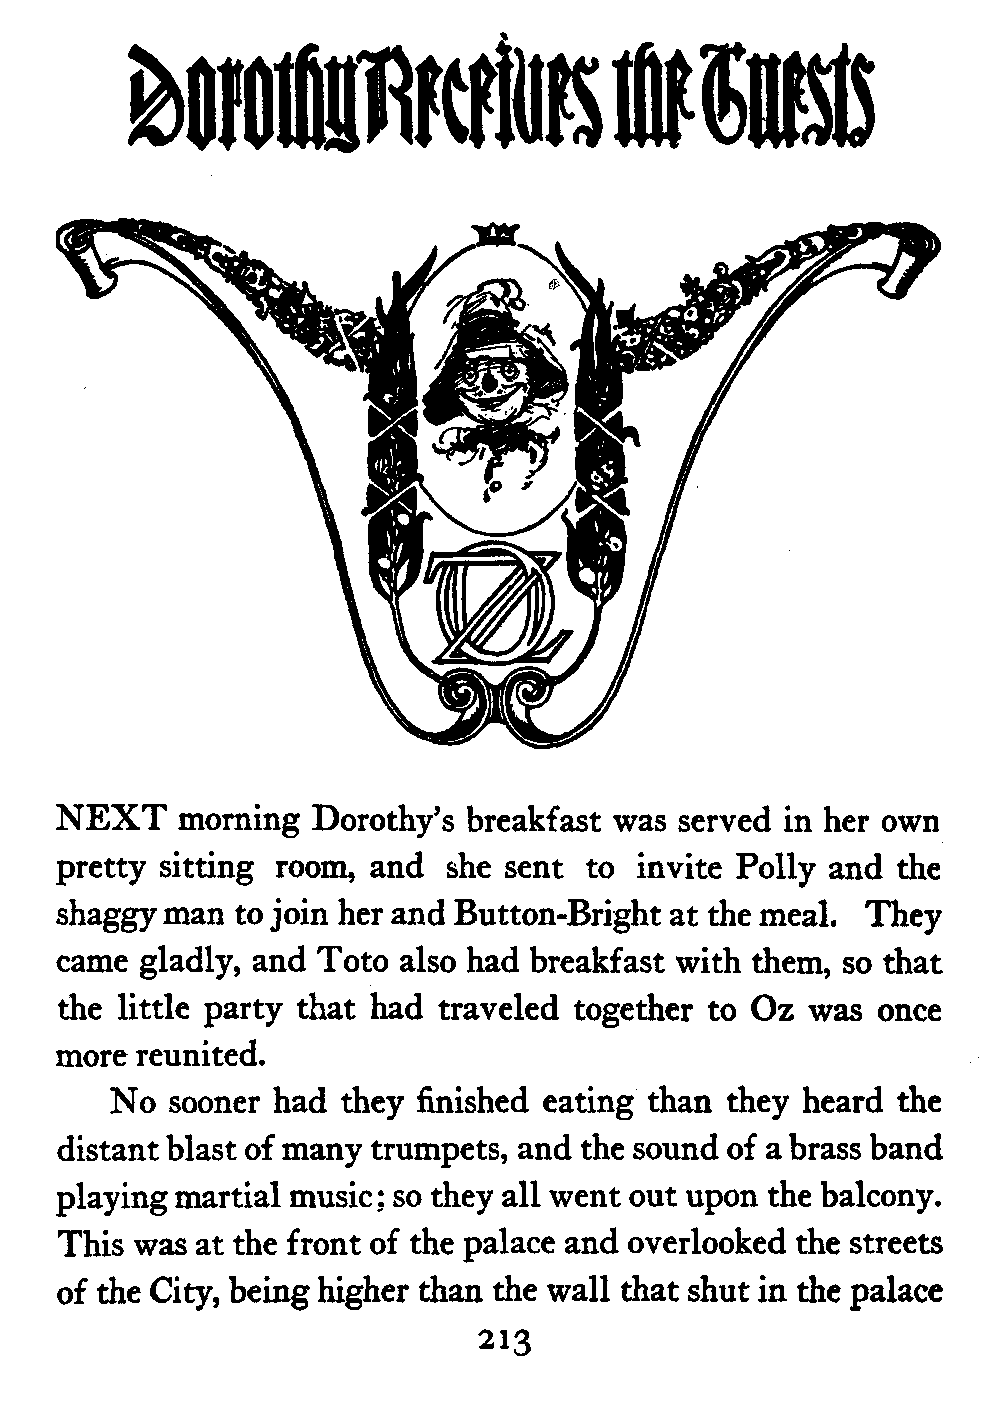 Dorothy Receives the Guests
OZ
NEXT morning Dorothy's breakfast was served in her own
pretty sitting room, and she sent to invite Polly and the
shaggy man to join her and Button-Bright at the meal. They
came gladly, and Toto also had breakfast with them, so that
the little party that had traveled together to Oz was once
more reunited.
No sooner had they finished eating than they heard the
distant blast of many trumpets, and the sound of a brass band
playing martial music; so they all went out upon the balcony.
This was at the front of the palace and overlooked the streets
of the City, being higher than the wall that shut in the palace
213